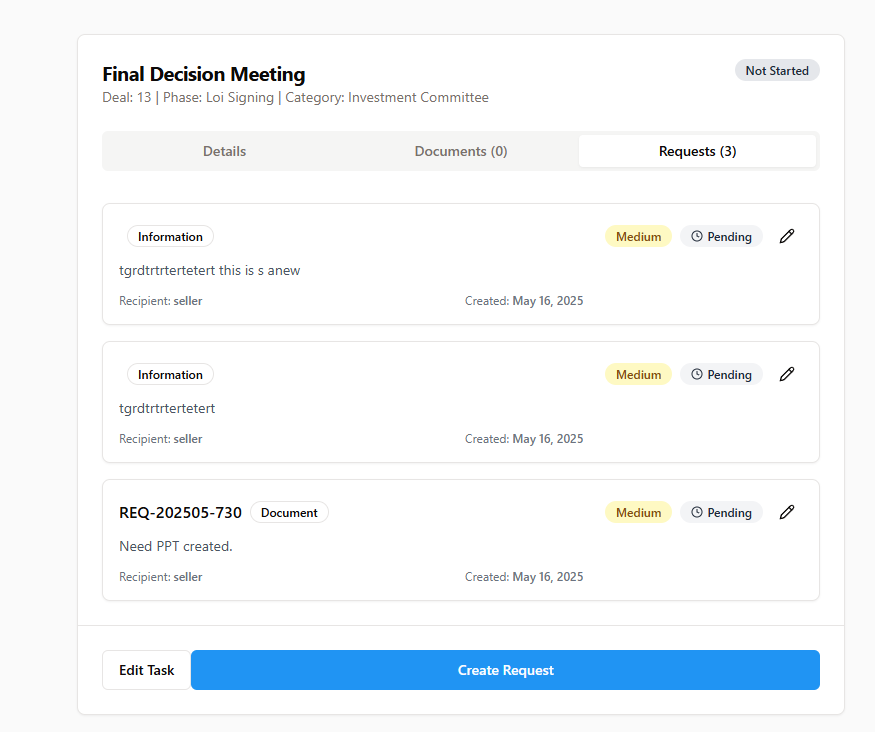 Final Decision Meeting
Not Started
Deal: 13 | Phase: Loi Signing | Category: Investment Committee
Details
Documents (0)
Requests (3)
Information
Medium
Pending
tgrdtrtrtertetert this is s anew
Recipient: seller
Created: May 16, 2025
Information
Medium
Pending
tgrdtrtrtertetert
Recipient: seller
Created: May 16, 2025
REQ-202505-730
Document
Medium
Pending
Need PPT created.
Recipient: seller
Created: May 16, 2025
Edit Task
Create Request